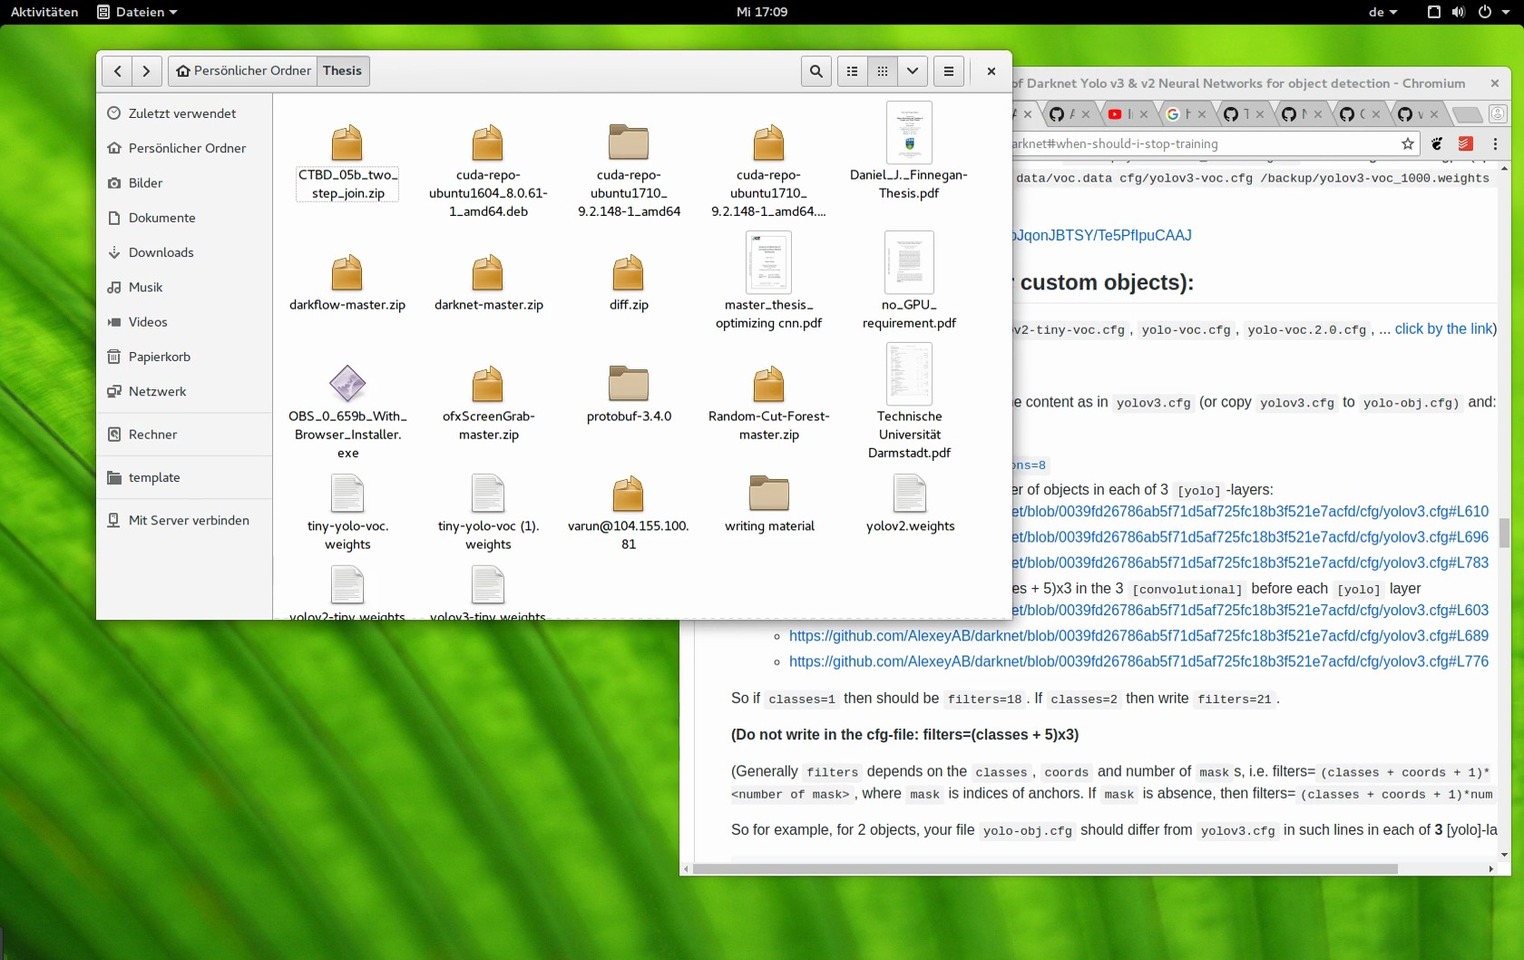 Aktivitäten
Dateien
Mi 17:09
de
Persönlicher Ordner
Thesis
Zuletzt verwendet
Persönlicher Ordner
Bilder
Dokumente
Downloads
Musik
Videos
Papierkorb
Netzwerk
Rechner
template
Mit Server verbinden
CTBD_05b_two_
step_join.zip
cuda-repo-
ubuntu1604_8.0.61-
1_amd64.deb
cuda-repo-
ubuntu1710_
9.2.148-1_amd64
cuda-repo-
ubuntu1710_
9.2.148-1_amd64....
Daniel_J._Finnegan-
Thesis.pdf
darkflow-master.zip
darknet-master.zip
diff.zip
master_thesis_
optimizing cnn.pdf
no_GPU_
requirement.pdf
OBS_0_659b_With_
Browser_Installer.
exe
ofxScreenGrab-
master.zip
protobuf-3.4.0
Random-Cut-Forest-
master.zip
Technische
Universität
Darmstadt.pdf
tiny-yolo-voc.
weights
tiny-yolo-voc (1).
weights
varun@104.155.100.
81
writing material
yolov2.weights
yolov2-tiny.weights
yolov3-tiny.weights
of Darknet Yolo v3 & v2 Neural Networks for object detection - Chromium
arknet#when-should-i-stop-training
data/voc.data cfg/yolov3-voc.cfg /backup/yolov3-voc_1000.weights
JqonJBTSY/Te5PfIpuCAAJ
custom objects):
v2-tiny-voc.cfg, yolo-voc.cfg, yolo-voc.2.0.cfg, ... click by the link)
e content as in yolov3.cfg (or copy yolov3.cfg to yolo-obj.cfg) and:
ons=8
er of objects in each of 3 [yolo] -layers:
et/blob/0039fd26786ab5f71d5af725fc18b3f521e7acfd/cfg/yolov3.cfg#L610
et/blob/0039fd26786ab5f71d5af725fc18b3f521e7acfd/cfg/yolov3.cfg#L696
et/blob/0039fd26786ab5f71d5af725fc18b3f521e7acfd/cfg/yolov3.cfg#L783
es + 5)x3 in the 3 [convolutional] before each [yolo] layer
et/blob/0039fd26786ab5f71d5af725fc18b3f521e7acfd/cfg/yolov3.cfg#L603
https://github.com/AlexeyAB/darknet/blob/0039fd26786ab5f71d5af725fc18b3f521e7acfd/cfg/yolov3.cfg#L689
https://github.com/AlexeyAB/darknet/blob/0039fd26786ab5f71d5af725fc18b3f521e7acfd/cfg/yolov3.cfg#L776
So if classes=1 then should be filters=18. If classes=2 then write filters=21.
(Do not write in the cfg-file: filters=(classes + 5)x3)
(Generally filters depends on the classes, coords and number of mask s, i.e. filters= (classes + coords + 1)*
<number of mask>, where mask is indices of anchors. If mask is absence, then filters= (classes + coords + 1)*num
So for example, for 2 objects, your file yolo-obj.cfg should differ from yolov3.cfg in such lines in each of 3 [yolo]-la